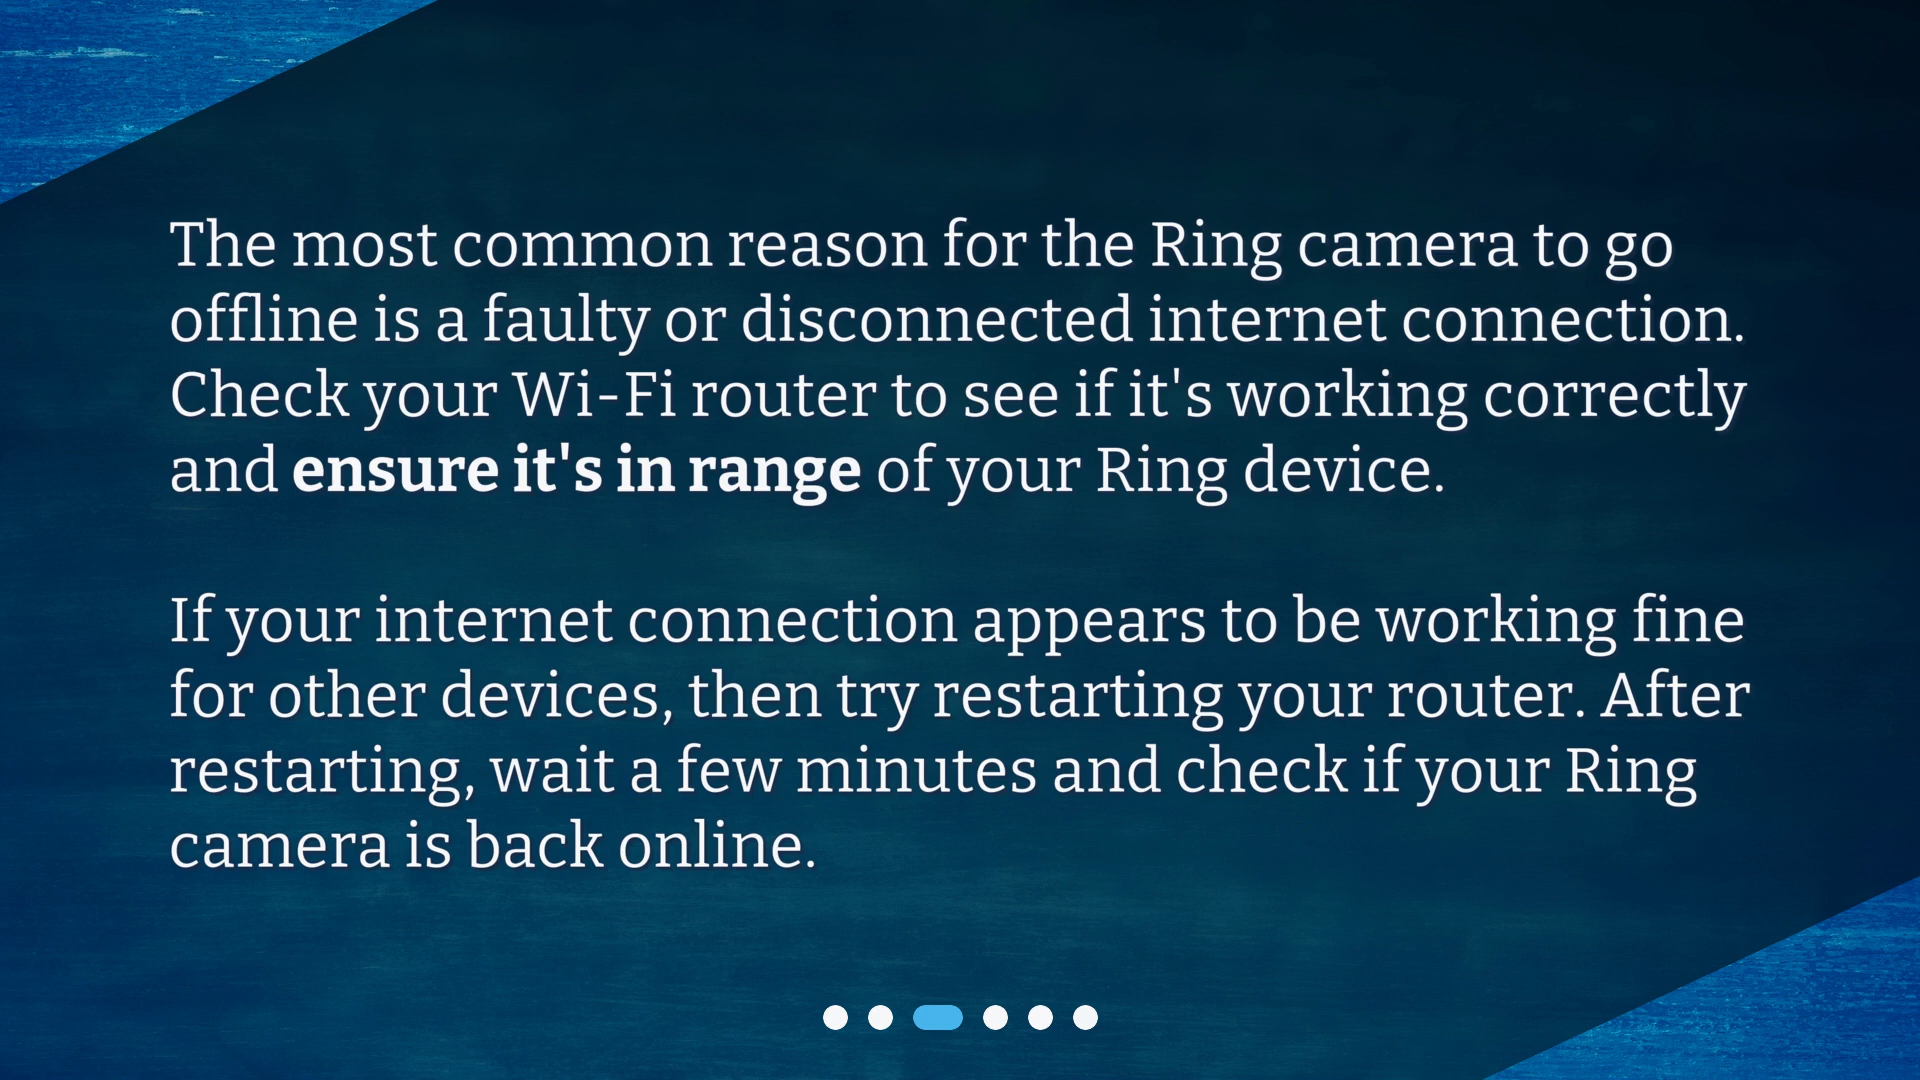 The most common reason for the Ring camera to go
offline is a faulty or disconnected internet connection.
Check your Wi-Fi router to see if it's working correctly
and ensure it's in range of your Ring device.
If your internet connection appears to be working fine
for other devices, then try restarting your router. After
restarting, wait a few minutes and check if your Ring
camera is back online.